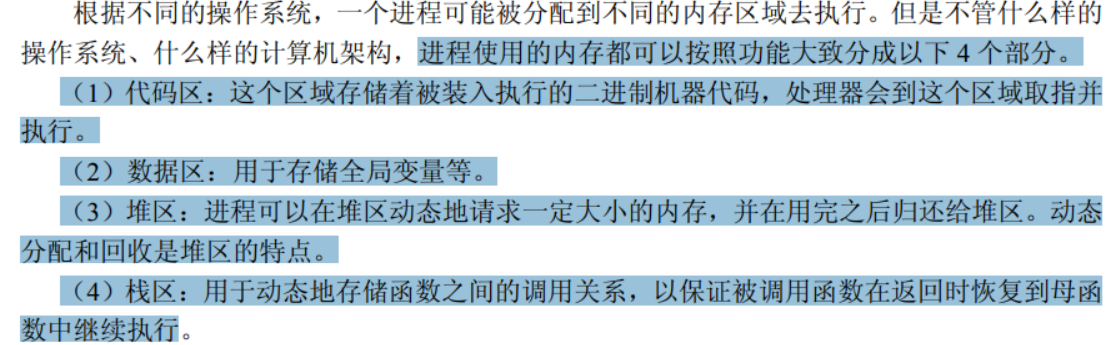 根据不同的操作系统，一个进程可能被分配到不同的内存区域去执行。但是不管什么样的
操作系统、什么样的计算机架构，进程使用的内存都可以按照功能大致分成以下 4 个部分。
（1）代码区：这个区域存储着被装入执行的二进制机器代码，处理器会到这个区域取指并
执行。
（2）数据区：用于存储全局变量等。
（3）堆区：进程可以在堆区动态地请求一定大小的内存，并在用完之后归还给堆区。动态
分配和回收是堆区的特点。
（4）栈区：用于动态地存储函数之间的调用关系，以保证被调用函数在返回时恢复到母函
数中继续执行。